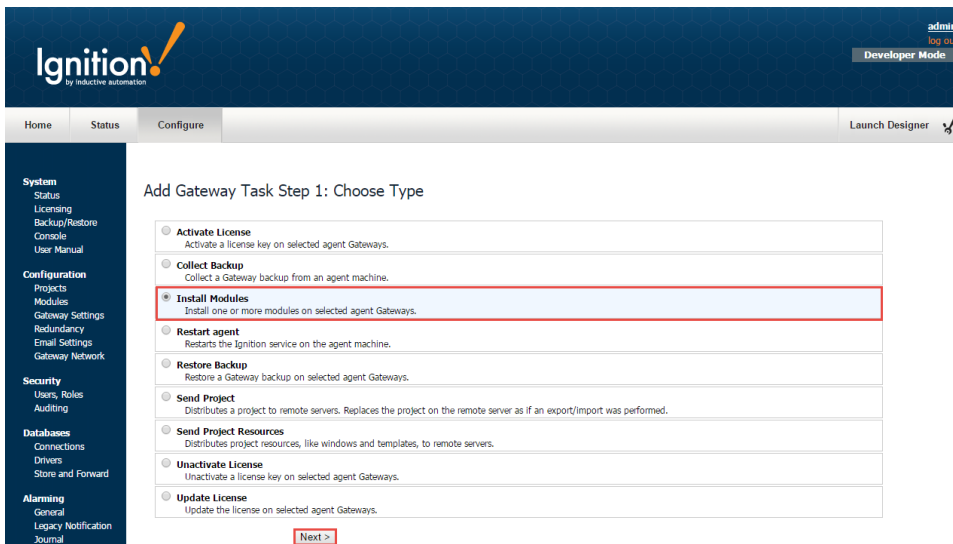 Ignition!
by inductive automation
admin
log ou
Developer Mode
Home
Status
Configure
Launch Designer
System
Status
Licensing
Backup/Restore
Console
User Manual
Configuration
Projects
Modules
Gateway Settings
Redundancy
Email Settings
Gateway Network
Security
Users, Roles
Auditing
Databases
Connections
Drivers
Store and Forward
Alarming
General
Legacy Notification
Journal
Add Gateway Task Step 1: Choose Type
Activate License
Activate a license key on selected agent Gateways.
Collect Backup
Collect a Gateway backup from an agent machine.
Install Modules
Install one or more modules on selected agent Gateways.
Restart agent
Restarts the Ignition service on the agent machine.
Restore Backup
Restore a Gateway backup on selected agent Gateways.
Send Project
Distributes a project to remote servers. Replaces the project on the remote server as if an export/import was performed.
Send Project Resources
Distributes project resources, like windows and templates, to remote servers.
Unactivate License
Unactivate a license key on selected agent Gateways.
Update License
Update the license on selected agent Gateways.
Next >